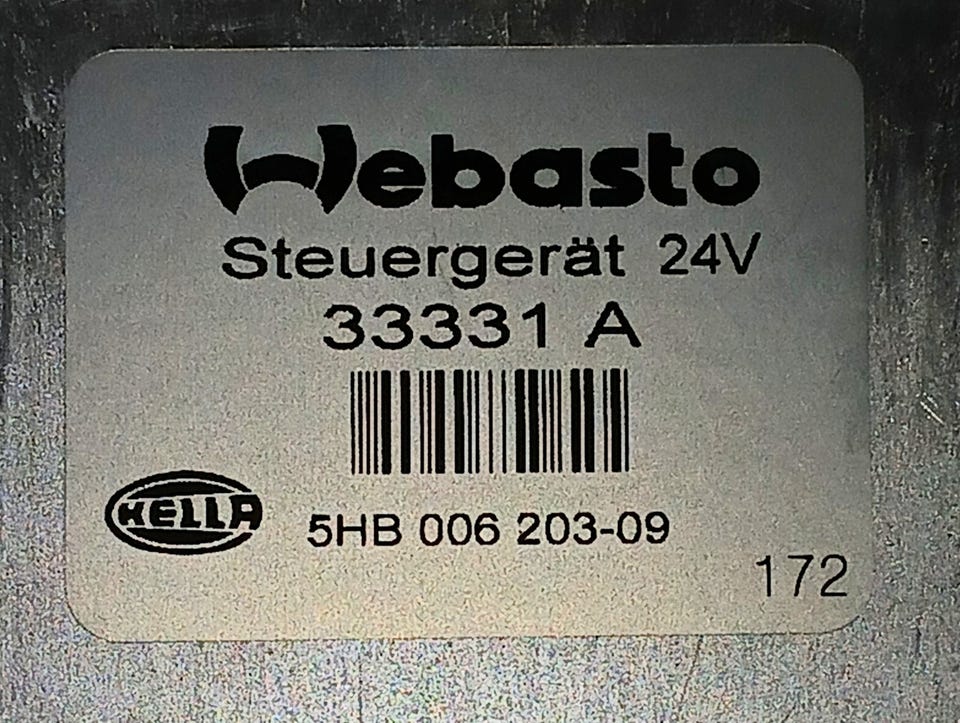 Webasto
Steuergerät 24V
33331 A
HELLA
5HB 006 203-09
172